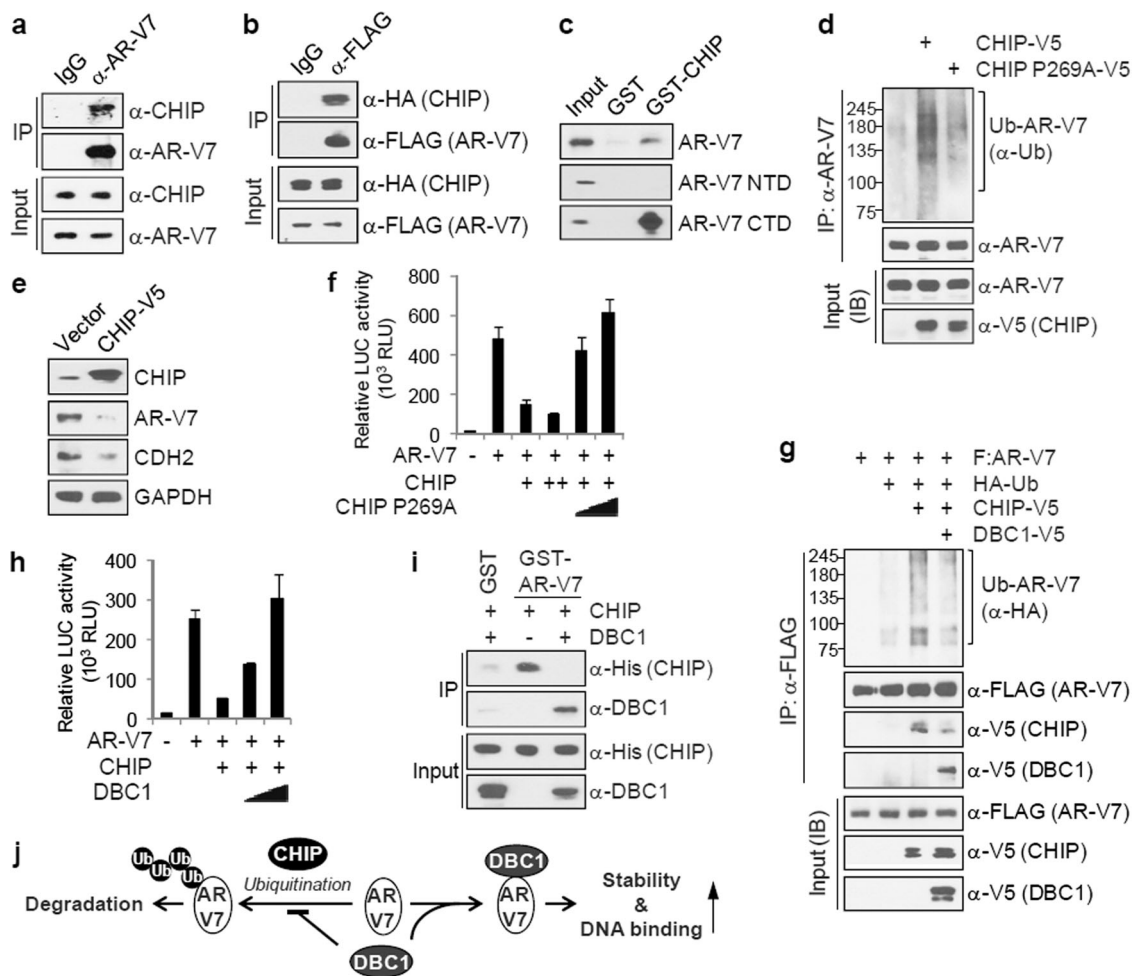 a
IgG
α-AR-V7
IP
α-CHIP
α-AR-V7
Input
α-CHIP
α-AR-V7
b
IgG
α-FLAG
IP
α-HA (CHIP)
α-FLAG (AR-V7)
Input
α-HA (CHIP)
α-FLAG (AR-V7)
c
Input
GST
GST-CHIP
AR-V7
AR-V7 NTD
AR-V7 CTD
d
+ CHIP-V5
+ CHIP P269A-V5
IP: α-AR-V7
245
180
135
100
75
Ub-AR-V7
(α-Ub)
α-AR-V7
Input
(IB)
α-AR-V7
α-V5 (CHIP)
e
Vector
CHIP-V5
CHIP
AR-V7
CDH2
GAPDH
f
Relative LUC activity
(10³ RLU)
800
600
400
200
0
AR-V7 - + + + + +
CHIP + ++ + +
CHIP P269A
g
+ + + + F:AR-V7
+ + + HA-Ub
+ + CHIP-V5
+ DBC1-V5
IP: α-FLAG
245
180
135
100
75
Ub-AR-V7
(α-HA)
α-FLAG (AR-V7)
α-V5 (CHIP)
α-V5 (DBC1)
Input (IB)
α-FLAG (AR-V7)
α-V5 (CHIP)
α-V5 (DBC1)
h
Relative LUC activity
(10³ RLU)
400
300
200
100
0
AR-V7 - + + + +
CHIP + + +
DBC1
i
GST
GST-
AR-V7
+ + + CHIP
+ - + DBC1
IP
α-His (CHIP)
α-DBC1
Input
α-His (CHIP)
α-DBC1
j
Degradation
Ub
Ub
Ub
Ub
AR
V7
CHIP
Ubiquitination
AR
V7
DBC1
DBC1
AR
V7
Stability
&
DNA binding